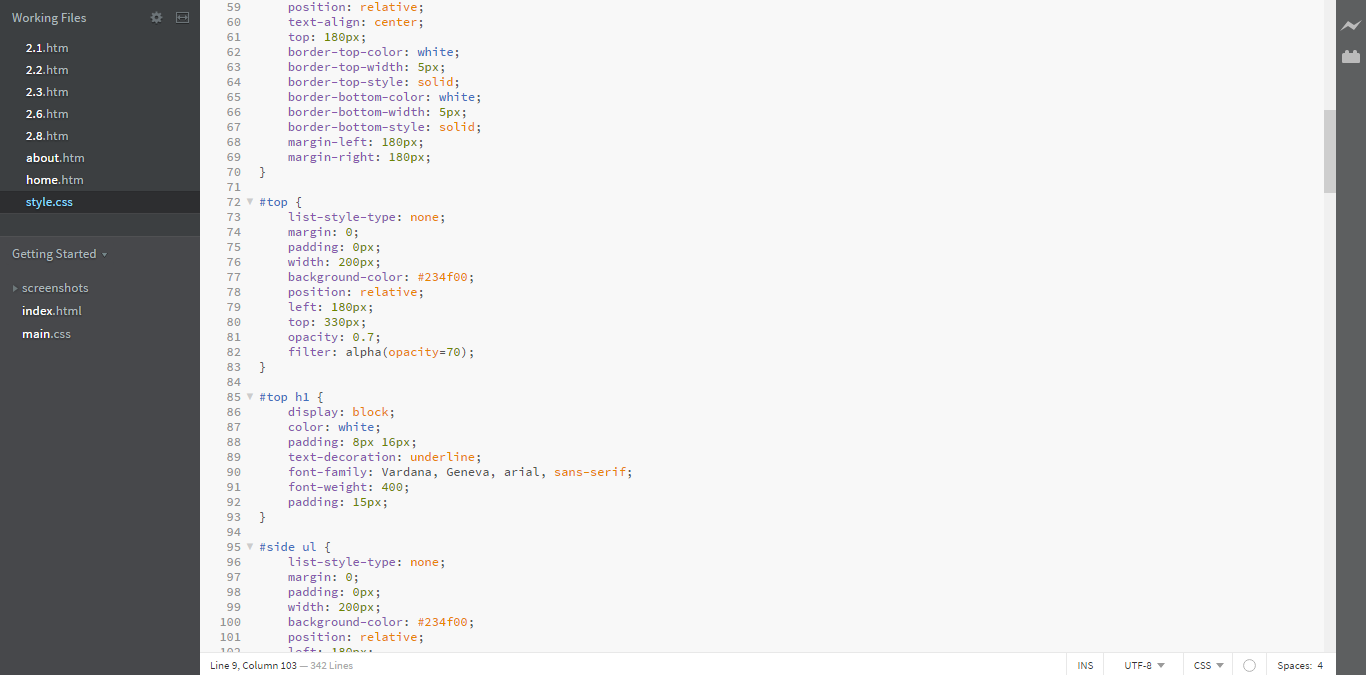 Working Files
2.1.htm
2.2.htm
2.3.htm
2.6.htm
2.8.htm
about.htm
home.htm
style.css
Getting Started
screenshots
index.html
main.css
59 position: relative;
60 text-align: center;
61 top: 180px;
62 border-top-color: white;
63 border-top-width: 5px;
64 border-top-style: solid;
65 border-bottom-color: white;
66 border-bottom-width: 5px;
67 border-bottom-style: solid;
68 margin-left: 180px;
69 margin-right: 180px;
70 }
71
72 #top {
73 list-style-type: none;
74 margin: 0;
75 padding: 0px;
76 width: 200px;
77 background-color: #234f00;
78 position: relative;
79 left: 180px;
80 top: 330px;
81 opacity: 0.7;
82 filter: alpha(opacity=70);
83 }
84
85 #top h1 {
86 display: block;
87 color: white;
88 padding: 8px 16px;
89 text-decoration: underline;
90 font-family: Vardana, Geneva, arial, sans-serif;
91 font-weight: 400;
92 padding: 15px;
93 }
94
95 #side ul {
96 list-style-type: none;
97 margin: 0;
98 padding: 0px;
99 width: 200px;
100 background-color: #234f00;
101 position: relative;
102 left: 180px;
Line 9, Column 103 — 342 Lines
INS
UTF-8
CSS
Spaces: 4